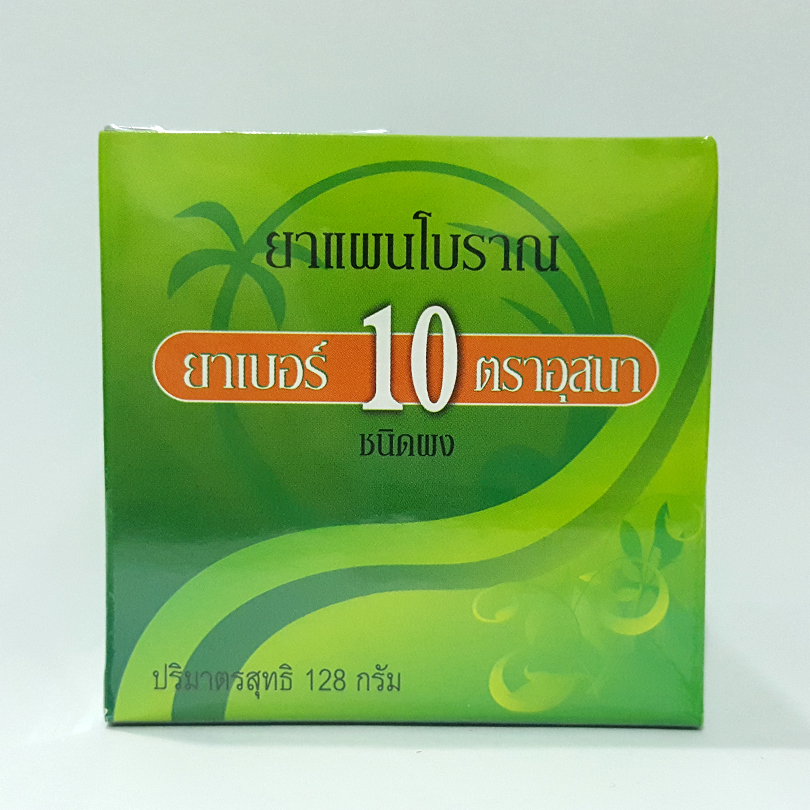 ยาแผนโบราณ
ยาเบอร์ 10 ตราอุสนา
ชนิดผง
ปริมาตรสุทธิ 128 กรัม